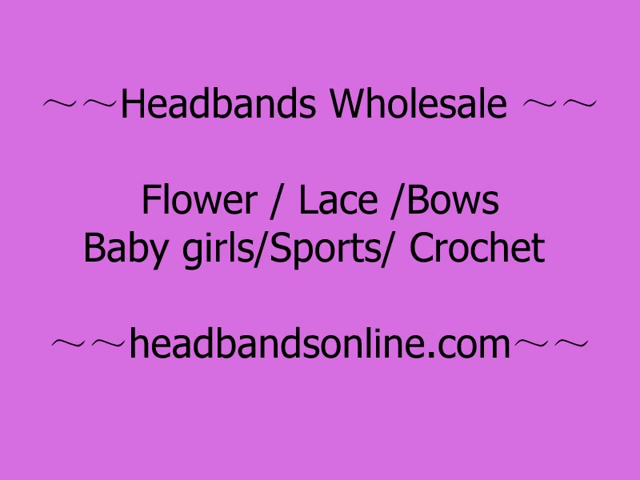 ～～Headbands Wholesale ～～
Flower / Lace /Bows
Baby girls/Sports/ Crochet
～～headbandsonline.com～～